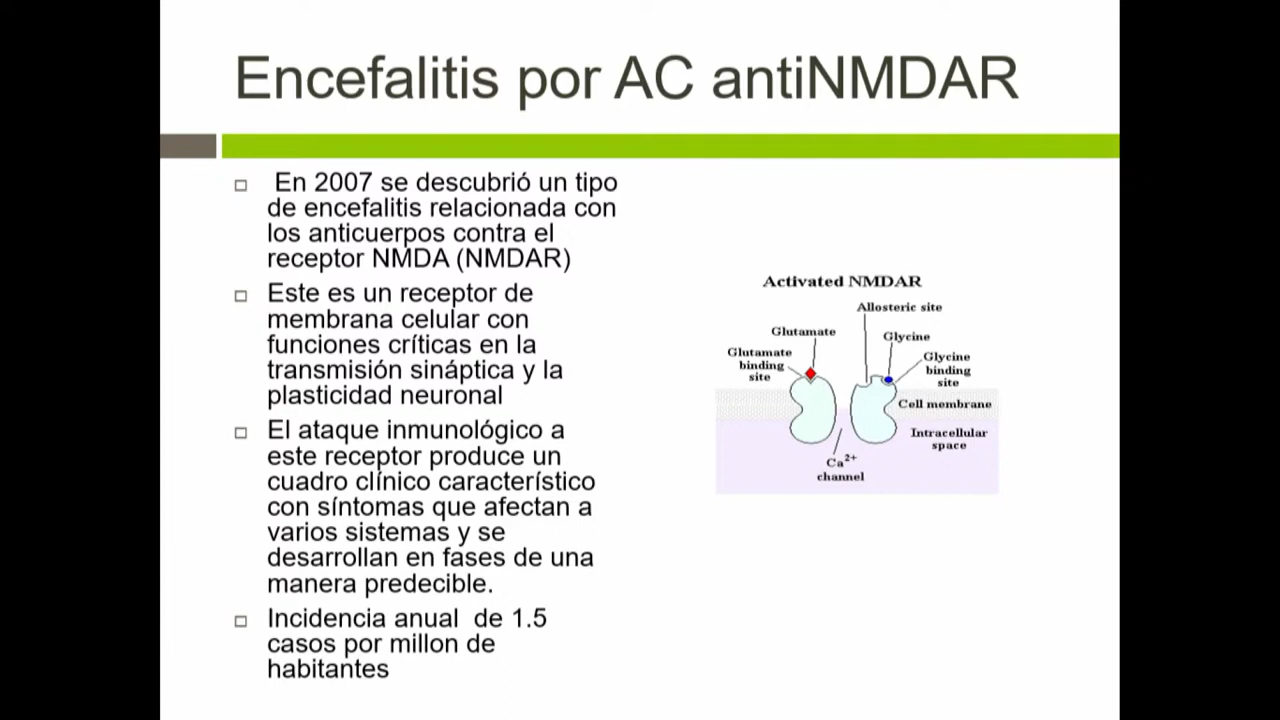 Encefalitis por AC antiNMDAR
En 2007 se descubrió un tipo
de encefalitis relacionada con
los anticuerpos contra el
receptor NMDA (NMDAR)
Este es un receptor de
membrana celular con
funciones críticas en la
transmisión sináptica y la
plasticidad neuronal
El ataque inmunológico a
este receptor produce un
cuadro clínico característico
con síntomas que afectan a
varios sistemas y se
desarrollan en fases de una
manera predecible.
Incidencia anual de 1.5
casos por millon de
habitantes
Activated NMDAR
Allosteric site
Glutamate
Glycine
Glutamate
binding
site
Glycine
binding
site
Cell membrane
Intracellular
space
Ca2+
channel